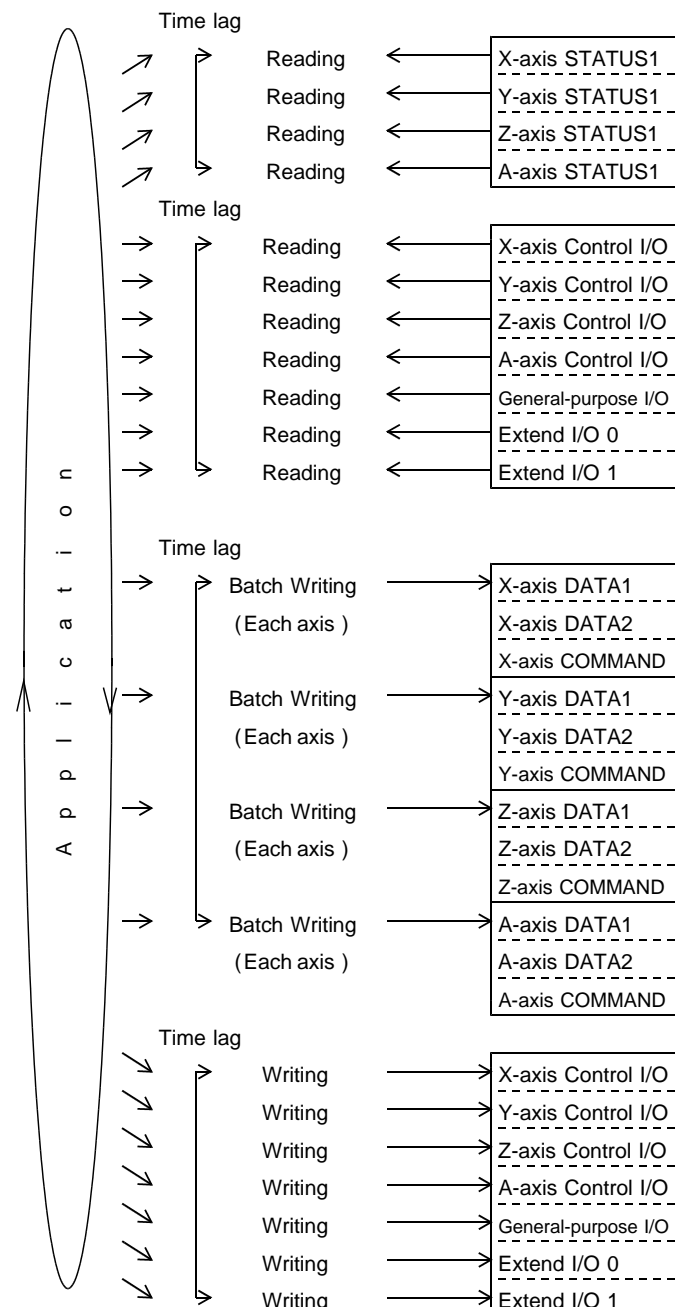 Time lag
Reading X-axis STATUS1
Reading Y-axis STATUS1
Reading Z-axis STATUS1
Reading A-axis STATUS1
Time lag
Reading X-axis Control I/O
Reading Y-axis Control I/O
Reading Z-axis Control I/O
Reading A-axis Control I/O
Reading General-purpose I/O
Reading Extend I/O 0
Reading Extend I/O 1
Application
Time lag
Batch Writing X-axis DATA1
(Each axis) X-axis DATA2
X-axis COMMAND
Batch Writing Y-axis DATA1
(Each axis) Y-axis DATA2
Y-axis COMMAND
Batch Writing Z-axis DATA1
(Each axis) Z-axis DATA2
Z-axis COMMAND
Batch Writing A-axis DATA1
(Each axis) A-axis DATA2
A-axis COMMAND
Time lag
Writing X-axis Control I/O
Writing Y-axis Control I/O
Writing Z-axis Control I/O
Writing A-axis Control I/O
Writing General-purpose I/O
Writing Extend I/O 0
Writing Extend I/O 1